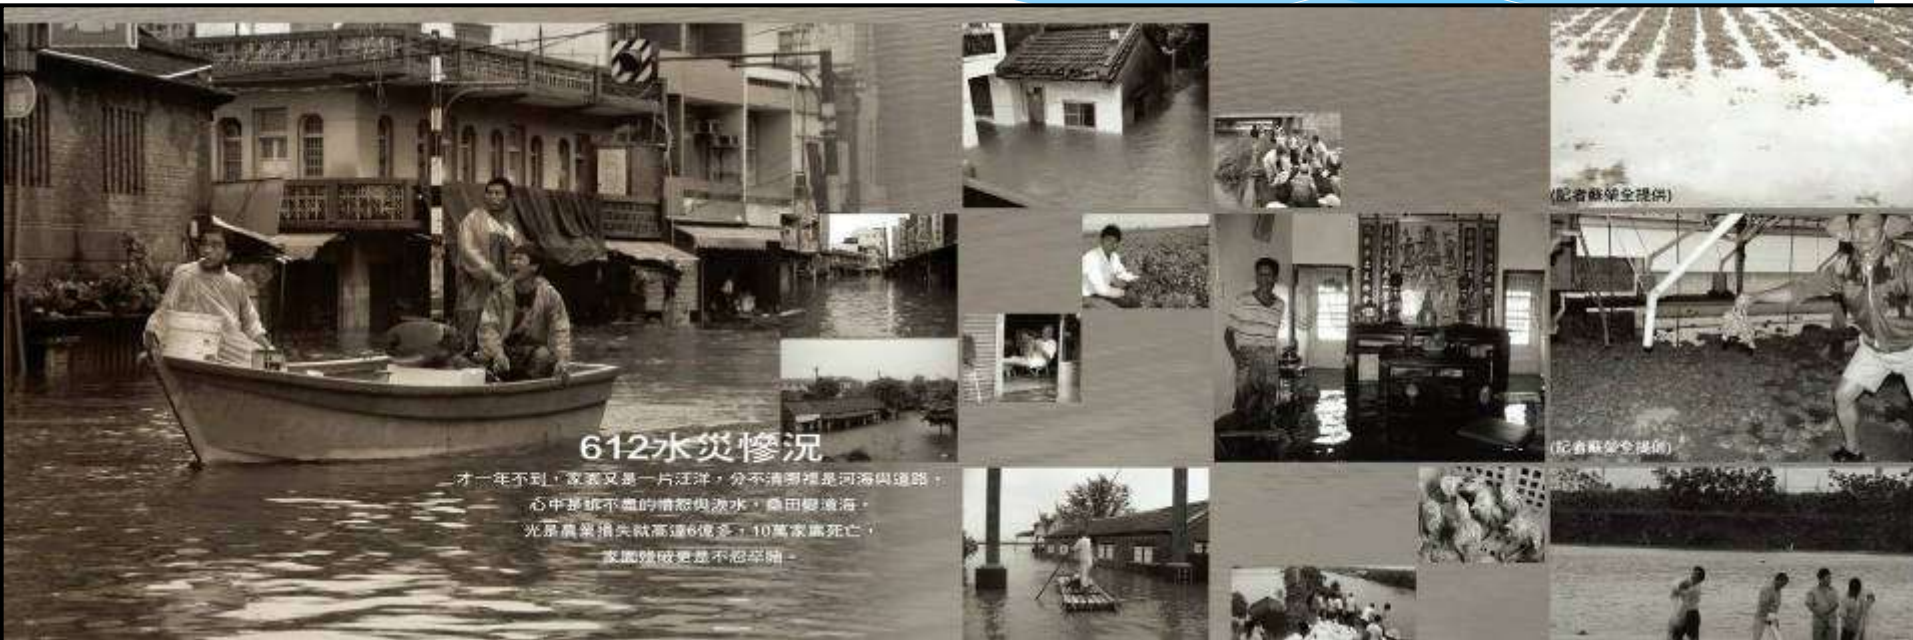 612水災慘況
才一年不到，家園又是一片汪洋，分不清哪裡是河海與道路，
心中是訴不盡的憎怒與淚水，桑田變滄海，
光是農業損失就高達6億多，10萬家禽死亡，
家園殘破更是不忍卒睹。
(記者蘇榮全提供)
(記者蘇榮全提供)